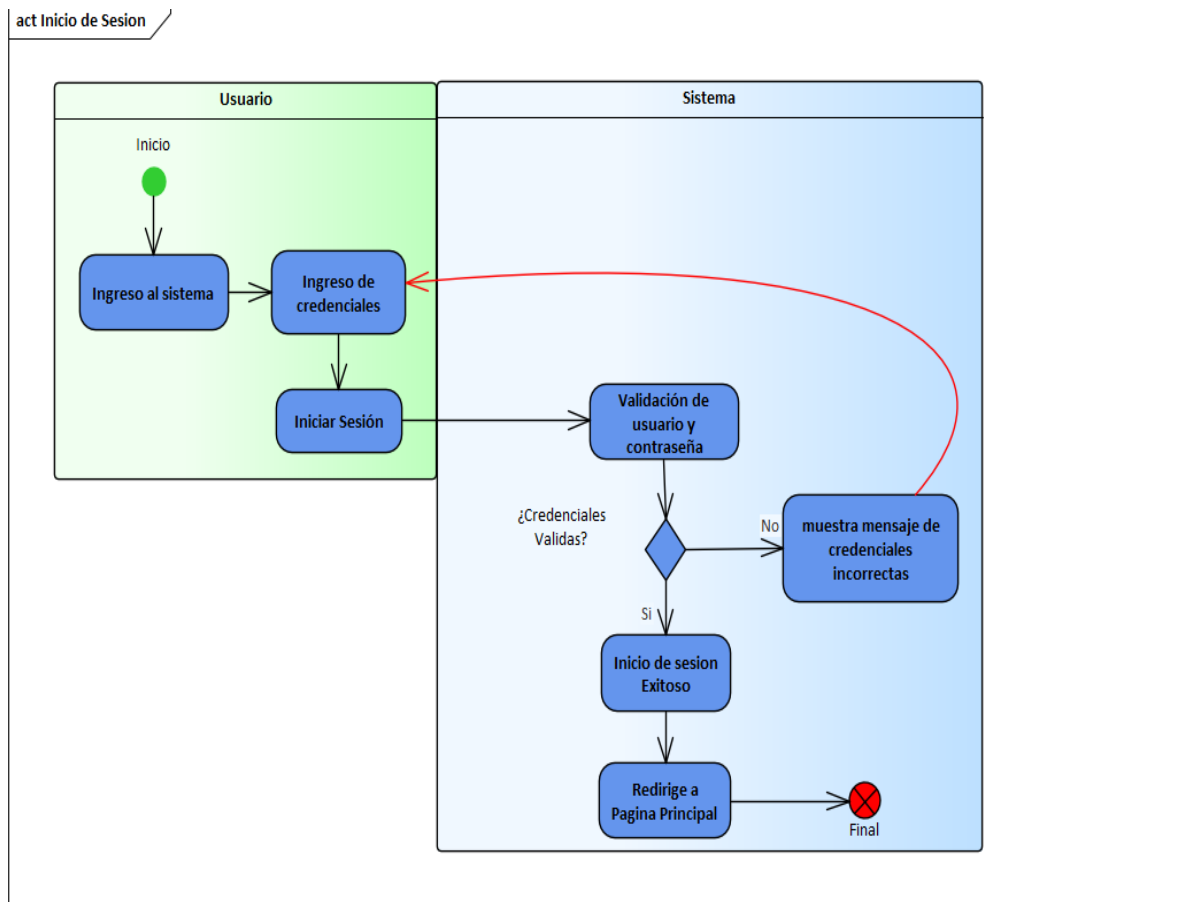 act Inicio de Sesion
Usuario
Sistema
Inicio
Ingreso al sistema
Ingreso de
credenciales
Iniciar Sesión
Validación de
usuario y
contraseña
¿Credenciales
Validas?
No
muestra mensaje de
credenciales
incorrectas
Si
Inicio de sesion
Exitoso
Redirige a
Pagina Principal
Final